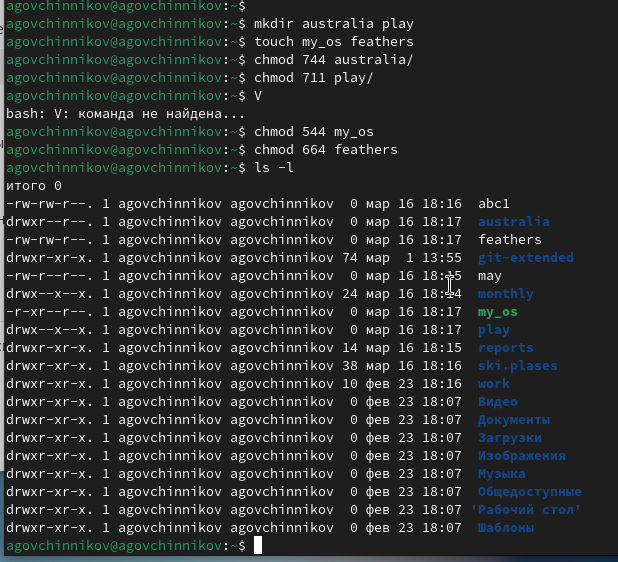 agovchinnikov@agovchinnikov:~$
agovchinnikov@agovchinnikov:~$ mkdir australia play
agovchinnikov@agovchinnikov:~$ touch my_os feathers
agovchinnikov@agovchinnikov:~$ chmod 744 australia/
agovchinnikov@agovchinnikov:~$ chmod 711 play/
agovchinnikov@agovchinnikov:~$ V
bash: V: команда не найдена...
agovchinnikov@agovchinnikov:~$ chmod 544 my_os
agovchinnikov@agovchinnikov:~$ chmod 664 feathers
agovchinnikov@agovchinnikov:~$ ls -l
итого 0
-rw-rw-r--. 1 agovchinnikov agovchinnikov  0 мар 16 18:16  abc1
drwxr--r--. 1 agovchinnikov agovchinnikov  0 мар 16 18:17  australia
-rw-rw-r--. 1 agovchinnikov agovchinnikov  0 мар 16 18:17  feathers
drwxr-xr-x. 1 agovchinnikov agovchinnikov 74 мар  1 13:55  git-extended
-rw-r--r--. 1 agovchinnikov agovchinnikov  0 мар 16 18:15  may
drwx--x--x. 1 agovchinnikov agovchinnikov 24 мар 16 18:14  monthly
-r-xr--r--. 1 agovchinnikov agovchinnikov  0 мар 16 18:17  my_os
drwx--x--x. 1 agovchinnikov agovchinnikov  0 мар 16 18:17  play
drwxr-xr-x. 1 agovchinnikov agovchinnikov 14 мар 16 18:15  reports
drwxr-xr-x. 1 agovchinnikov agovchinnikov 38 мар 16 18:16  ski.plases
drwxr-xr-x. 1 agovchinnikov agovchinnikov 10 фев 23 18:16  work
drwxr-xr-x. 1 agovchinnikov agovchinnikov  0 фев 23 18:07  Видео
drwxr-xr-x. 1 agovchinnikov agovchinnikov  0 фев 23 18:07  Документы
drwxr-xr-x. 1 agovchinnikov agovchinnikov  0 фев 23 18:07  Загрузки
drwxr-xr-x. 1 agovchinnikov agovchinnikov  0 фев 23 18:07  Изображения
drwxr-xr-x. 1 agovchinnikov agovchinnikov  0 фев 23 18:07  Музыка
drwxr-xr-x. 1 agovchinnikov agovchinnikov  0 фев 23 18:07  Общедоступные
drwxr-xr-x. 1 agovchinnikov agovchinnikov  0 фев 23 18:07 'Рабочий стол'
drwxr-xr-x. 1 agovchinnikov agovchinnikov  0 фев 23 18:07  Шаблоны
agovchinnikov@agovchinnikov:~$